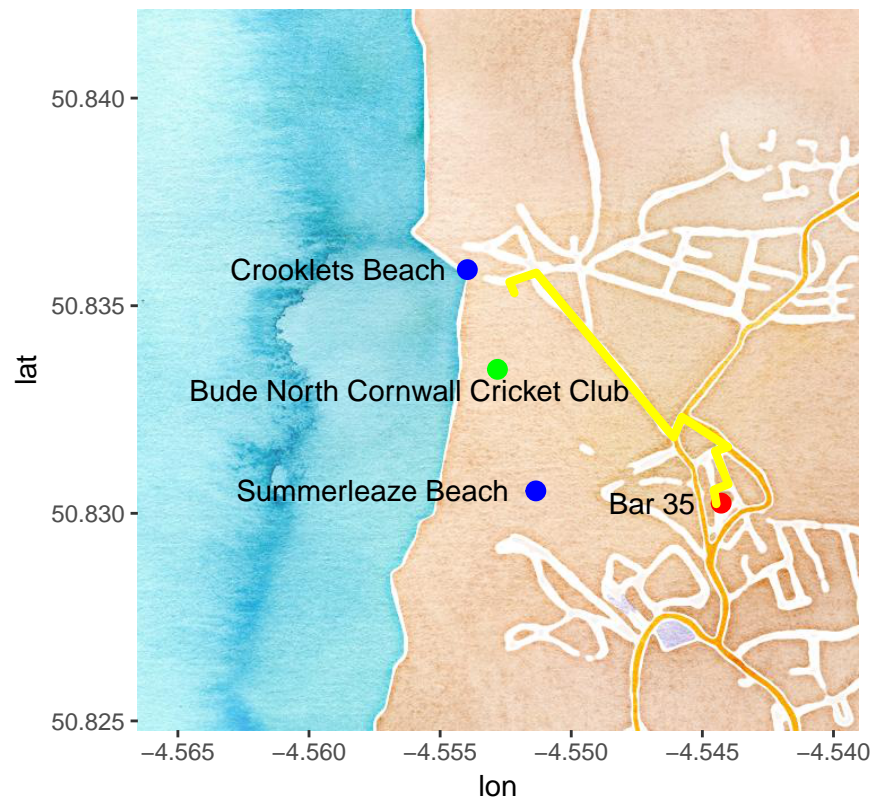 50.840
50.835
50.830
50.825
lat
Crooklets Beach
Bude North Cornwall Cricket Club
Summerleaze Beach
Bar 35
−4.565 −4.560 −4.555 −4.550 −4.545 −4.540
lon